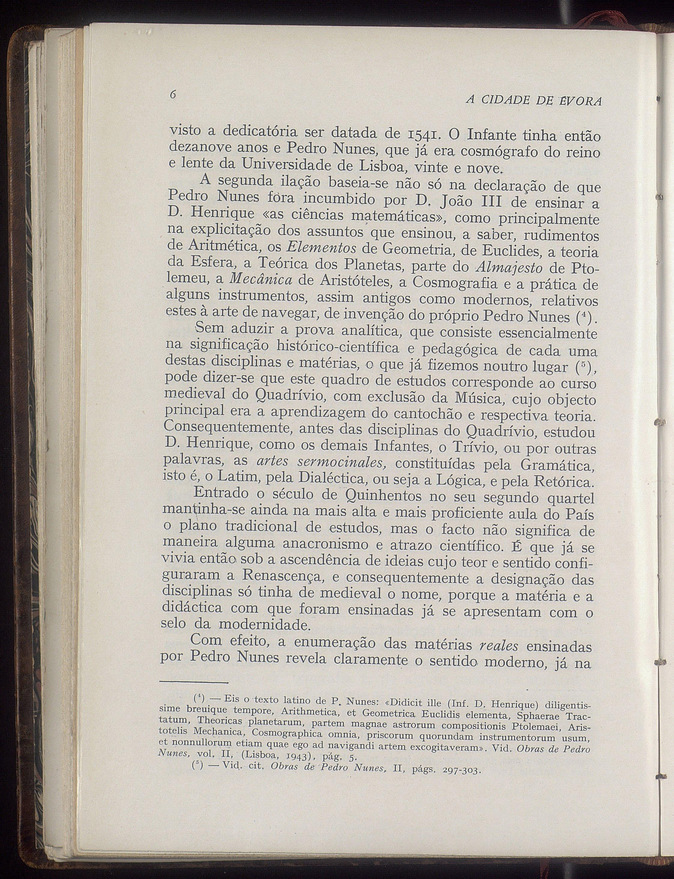 6
A CIDADE DE ÉVORA
visto a dedicatória ser datada de 1541. O Infante tinha então
dezanove anos e Pedro Nunes, que já era cosmógrafo do reino
e lente da Universidade de Lisboa, vinte e nove.
A segunda ilação baseia-se não só na declaração de que
Pedro Nunes fôra incumbido por D. João III de ensinar a
D. Henrique «as ciências matemáticas», como principalmente
na explicitação dos assuntos que ensinou, a saber, rudimentos
de Aritmética, os Elementos de Geometria, de Euclides, a teoria
da Esfera, a Teórica dos Planetas, parte do Almajesto de Pto-
lemeu, a Mecânica de Aristóteles, a Cosmografia e a prática de
alguns instrumentos, assim antigos como modernos, relativos
estes à arte de navegar, de invenção do próprio Pedro Nunes (⁴).
Sem aduzir a prova analítica, que consiste essencialmente
na significação histórico-científica e pedagógica de cada uma
destas disciplinas e matérias, o que já fizemos noutro lugar (⁵),
pode dizer-se que este quadro de estudos corresponde ao curso
medieval do Quadrívio, com exclusão da Música, cujo objecto
principal era a aprendizagem do cantochão e respectiva teoria.
Consequentemente, antes das disciplinas do Quadrívio, estudou
D. Henrique, como os demais Infantes, o Trívio, ou por outras
palavras, as artes sermocinales, constituídas pela Gramática,
isto é, o Latim, pela Dialéctica, ou seja a Lógica, e pela Retórica.
Entrado o século de Quinhentos no seu segundo quartel
mantinha-se ainda na mais alta e mais proficiente aula do País
o plano tradicional de estudos, mas o facto não significa de
maneira alguma anacronismo e atrazo científico. É que já se
vivia então sob a ascendência de ideias cujo teor e sentido confi-
guraram a Renascença, e consequentemente a designação das
disciplinas só tinha de medieval o nome, porque a matéria e a
didáctica com que foram ensinadas já se apresentam com o
selo da modernidade.
Com efeito, a enumeração das matérias reales ensinadas
por Pedro Nunes revela claramente o sentido moderno, já na
(⁴) — Eis o texto latino de P. Nunes: «Didicit ille (Inf. D. Henrique) diligentis-
sime breuique tempore, Arithmetica, et Geometrica Euclidis elementa, Sphaerae Trac-
tatum, Theoricas planetarum, partem magnae astrorum compositionis Ptolemaei, Aris-
totelis Mechanica, Cosmographica omnia, priscorum quorundam instrumentorum usum,
et nonnullorum etiam quae ego ad navigandi artem excogitaveram». Vid. Obras de Pedro
Nunes, vol. II, (Lisboa, 1943), pág. 5.
(⁵) — Vid. cit. Obras de Pedro Nunes, II, págs. 297-303.